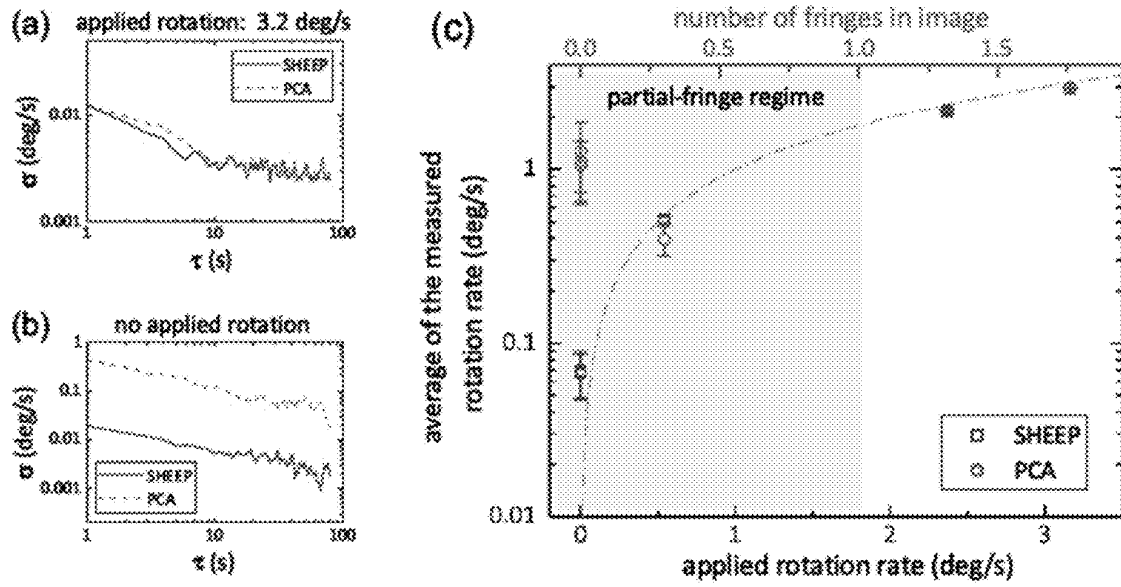 (a) applied rotation: 3.2 deg/s
SHEEP
PCA
σ (deg/s)
0.01
0.001
1 10 100
τ (s)
(b) no applied rotation
σ (deg/s)
1
0.1
0.01
0.001
SHEEP
PCA
1 10 100
τ (s)
(c)
number of fringes in image
0.0 0.5 1.0 1.5
partial-fringe regime
average of the measured
rotation rate (deg/s)
1
0.1
0.01
SHEEP
PCA
0 1 2 3
applied rotation rate (deg/s)